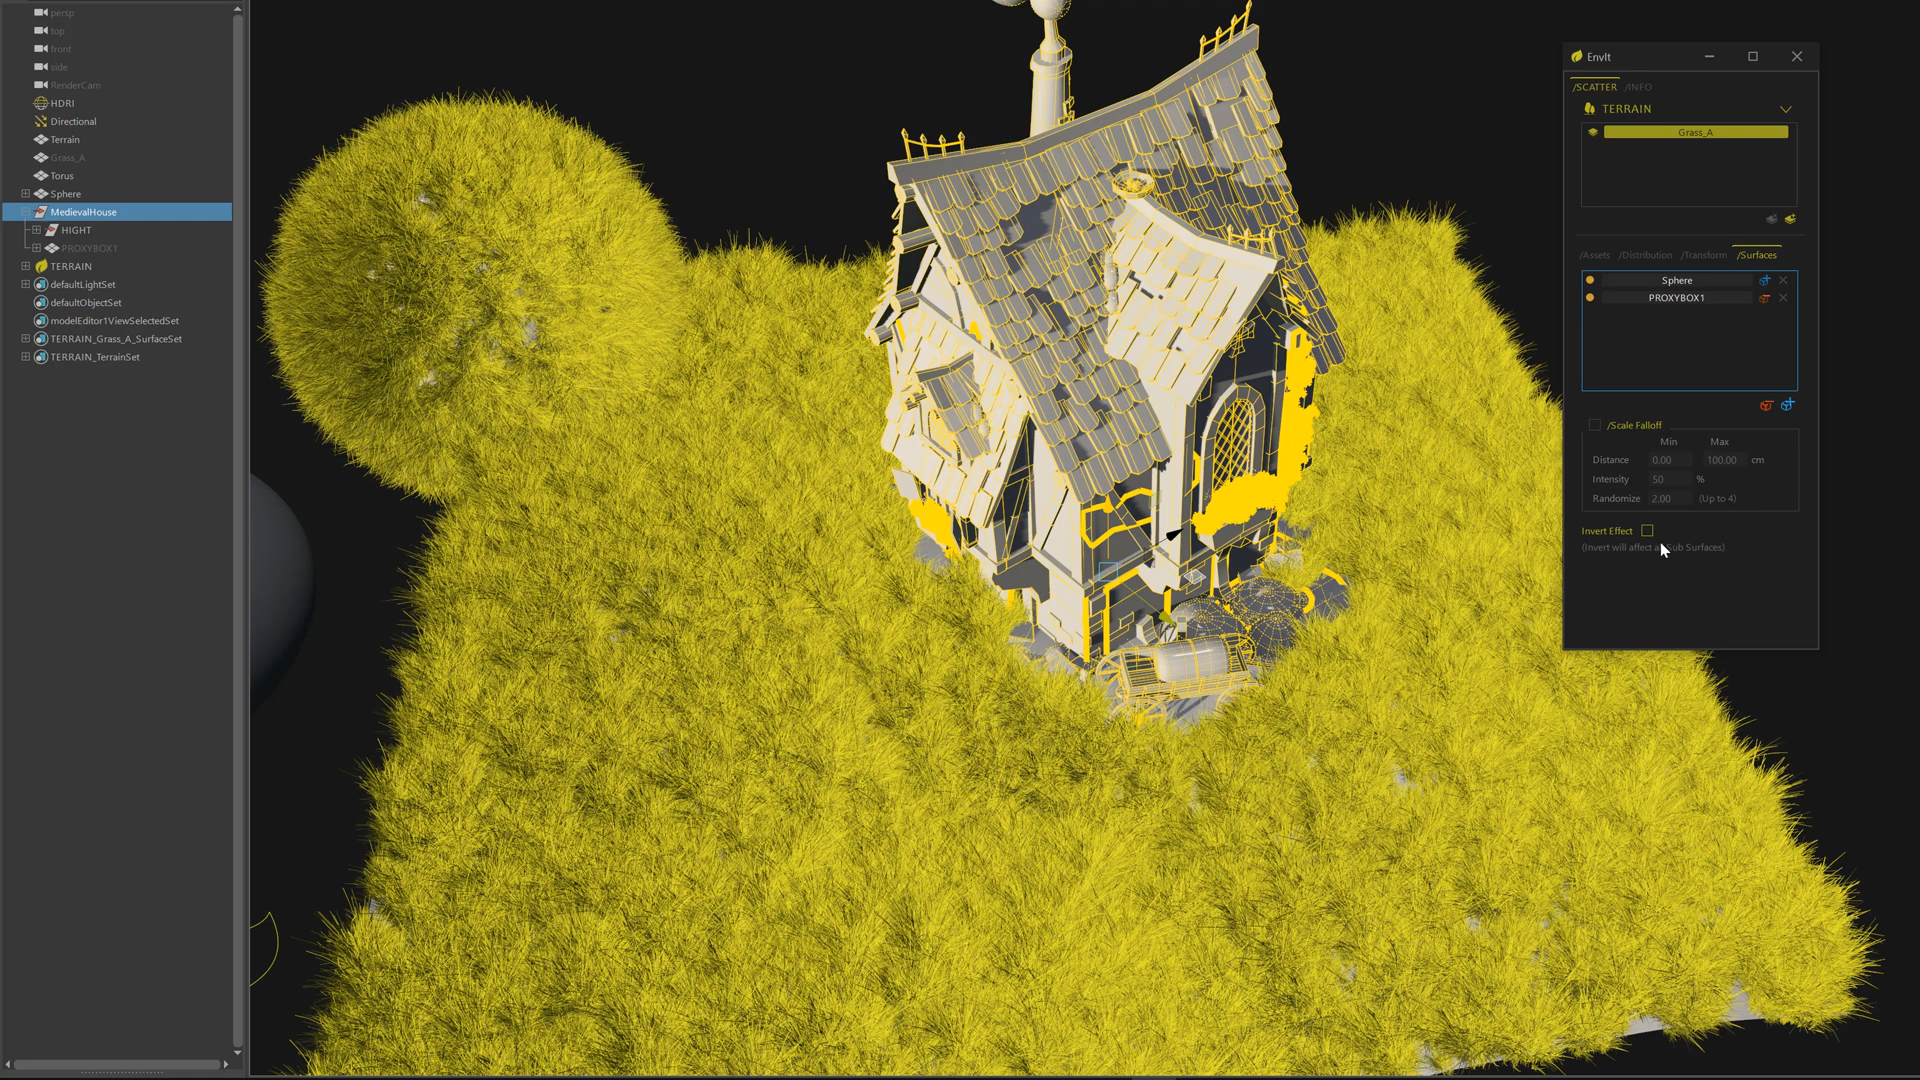 persp
top
front
side
RenderCam
HDRI
Directional
Terrain
Grass_A
Torus
Sphere
MedievalHouse
HIGHT
PROXYBOX1
TERRAIN
defaultLightSet
defaultObjectSet
modelEditor1ViewSelectedSet
TERRAIN_Grass_A_SurfaceSet
TERRAIN_TerrainSet
EnvIt
/SCATTER /INFO
TERRAIN
Grass_A
/Assets /Distribution /Transform /Surfaces
Sphere
PROXYBOX1
/Scale Falloff
Min Max
Distance 0.00 100.00 cm
Intensity 50 %
Randomize 2.00 (Up to 4)
Invert Effect
(Invert will affect Sub Surfaces)